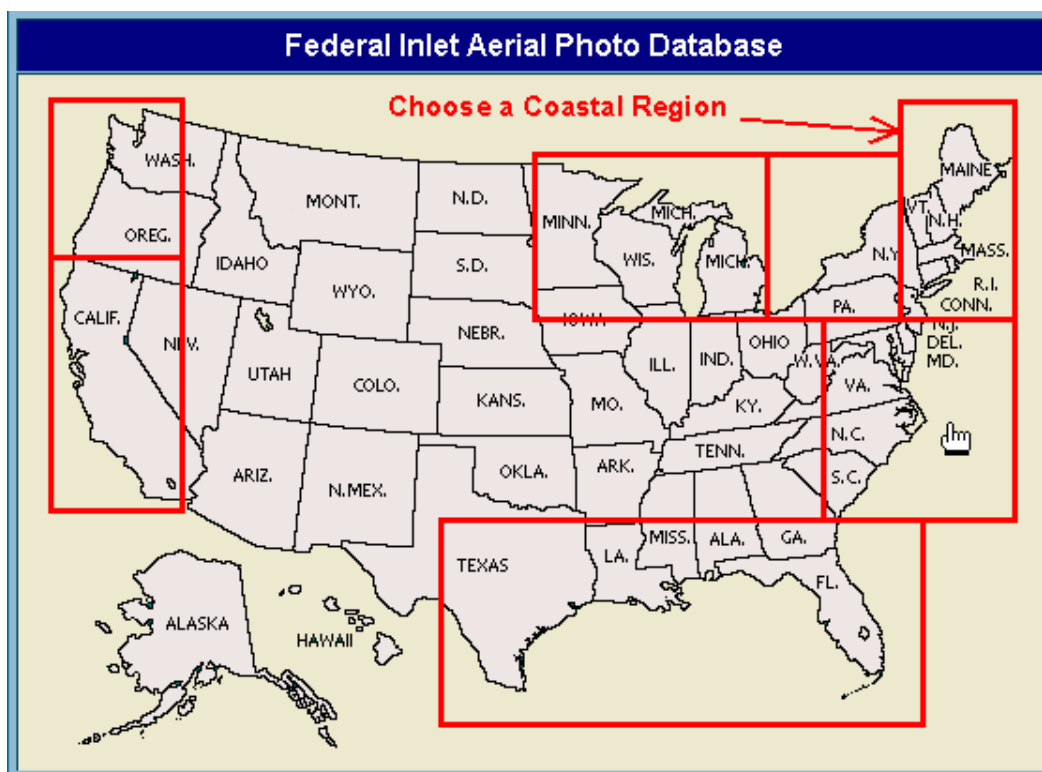 Federal Inlet Aerial Photo Database
Choose a Coastal Region
WASH.
MAINE
MONT.
N.D.
VT.
N.H.
MICH.
MINN.
OREG.
N.Y.
MASS.
IDAHO
S.D.
WIS.
MICH.
R.I.
WYO.
CONN.
PA.
CALIF.
IOWA
N.J.
NEBR.
OHIO
DEL.
NEV.
ILL.
IND.
W.VA.
MD.
UTAH
COLO.
VA.
KANS.
MO.
KY.
N.C.
TENN.
ARIZ.
OKLA.
ARK.
S.C.
N.MEX.
MISS.
ALA.
GA.
TEXAS
LA.
FL.
ALASKA
HAWAII